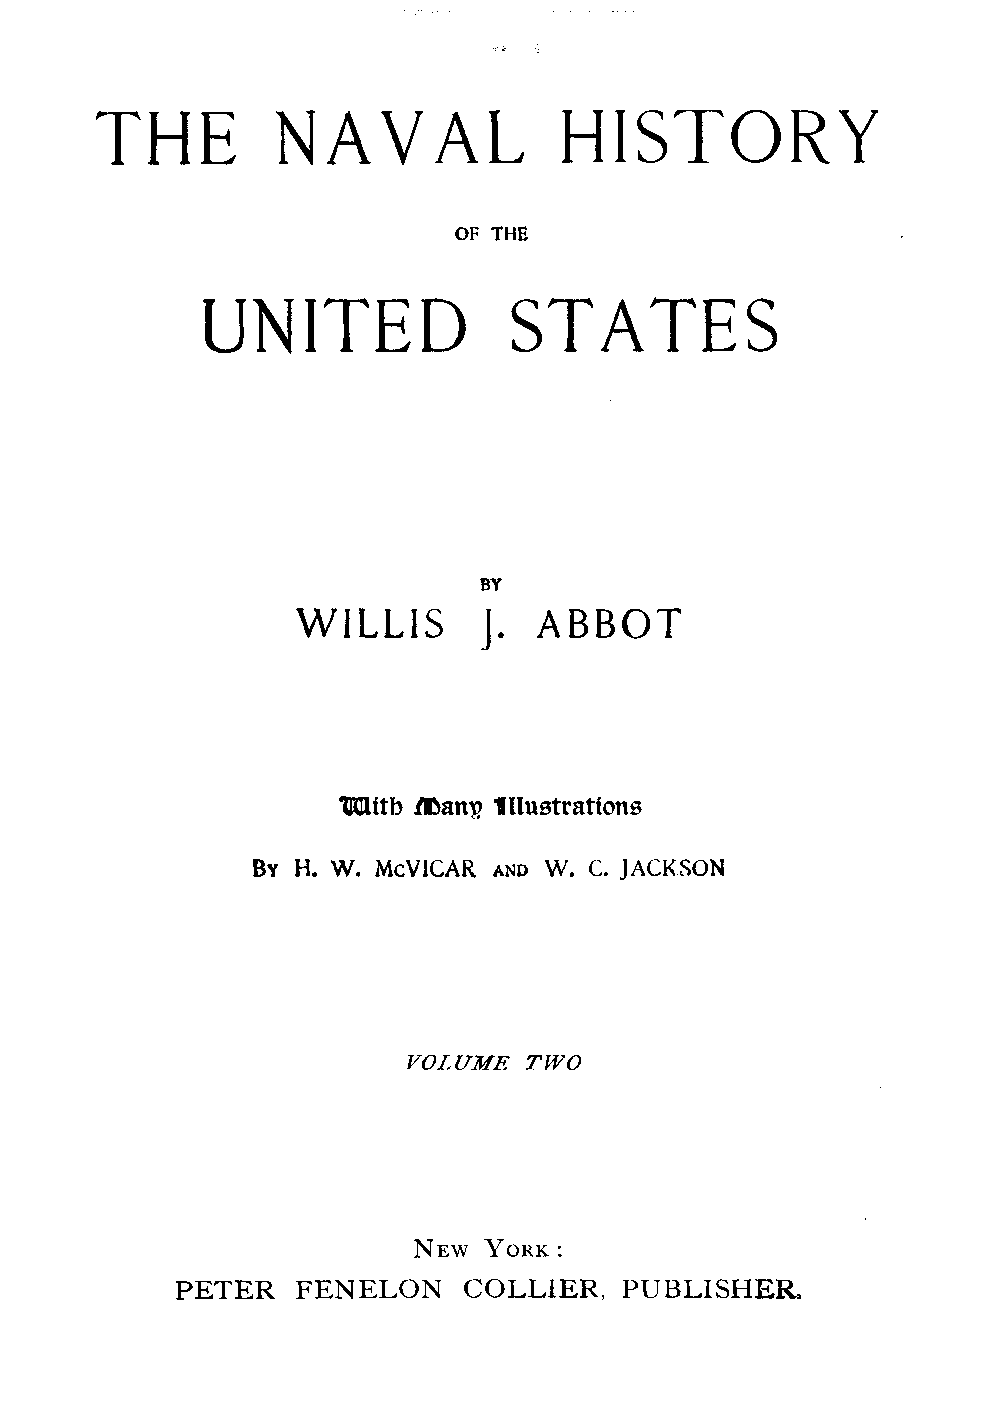 THE NAVAL HISTORY
OF THE
UNITED STATES
BY
WILLIS J. ABBOT
With Many Illustrations
BY H. W. McVICAR AND W. C. JACKSON
VOLUME TWO
NEW YORK:
PETER FENELON COLLIER, PUBLISHER.